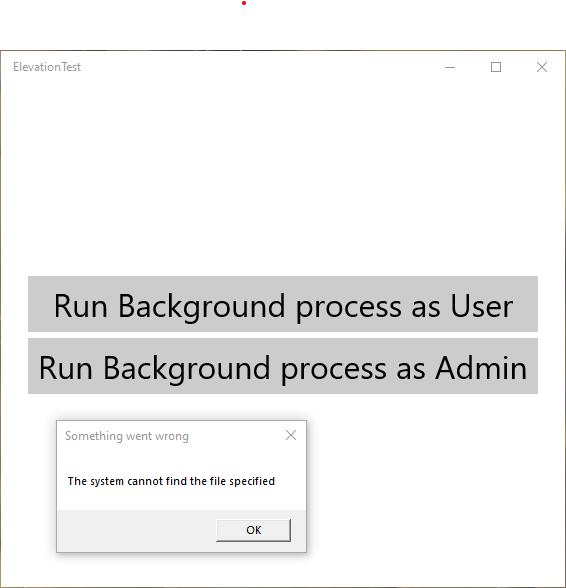 ElevationTest
Run Background process as User
Run Background process as Admin
Something went wrong
The system cannot find the file specified
OK